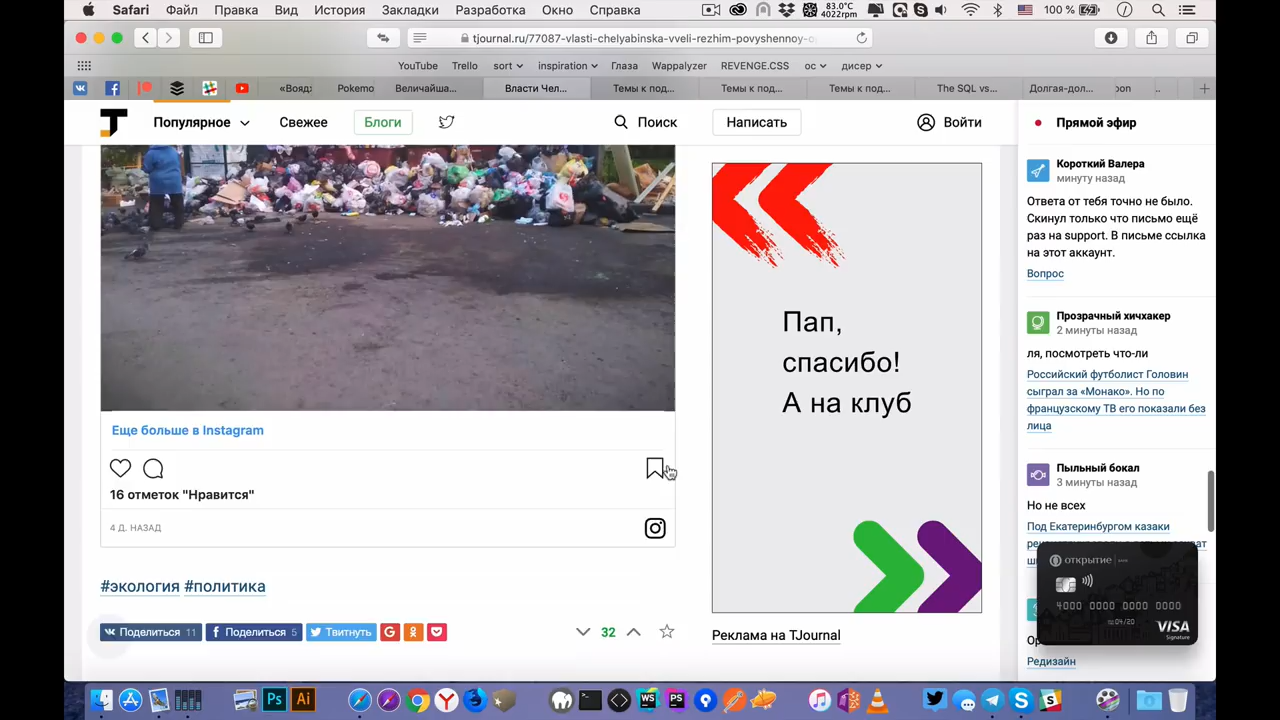 Safari Файл Правка Вид История Закладки Разработка Окно Справка
83.0°C
4022rpm
100 %
tjournal.ru/77087-vlasti-chelyabinska-vveli-rezhim-povyshennoy-
YouTube Trello sort inspiration Глаза Wappalyzer REVENGE.CSS ос дисер
«Вояд Pokemo Величайша... Власти Чел... Темы к под... Темы к под... Темы к под... The SQL vs... Долгая-дол...
Популярное Свежее Блоги Поиск Написать Войти
Еще больше в Instagram
16 отметок "Нравится"
4 Д. НАЗАД
#экология #политика
Поделиться 11 Поделиться 5 Твитнуть
32
Пап,
спасибо!
А на клуб
Реклама на TJournal
Прямой эфир
Короткий Валера
минуту назад
Ответа от тебя точно не было.
Скинул только что письмо ещё
раз на support. В письме ссылка
на этот аккаунт.
Вопрос
Прозрачный хичхакер
2 минуты назад
ля, посмотреть что-ли
Российский футболист Головин
сыграл за «Монако». Но по
французскому ТВ его показали без
лица
Пыльный бокал
3 минуты назад
Но не всех
Под Екатеринбургом казаки
открытие
4000 0000 0000 0000
04/20
VISA
Signature
Редизайн
Ps Ai WS PS